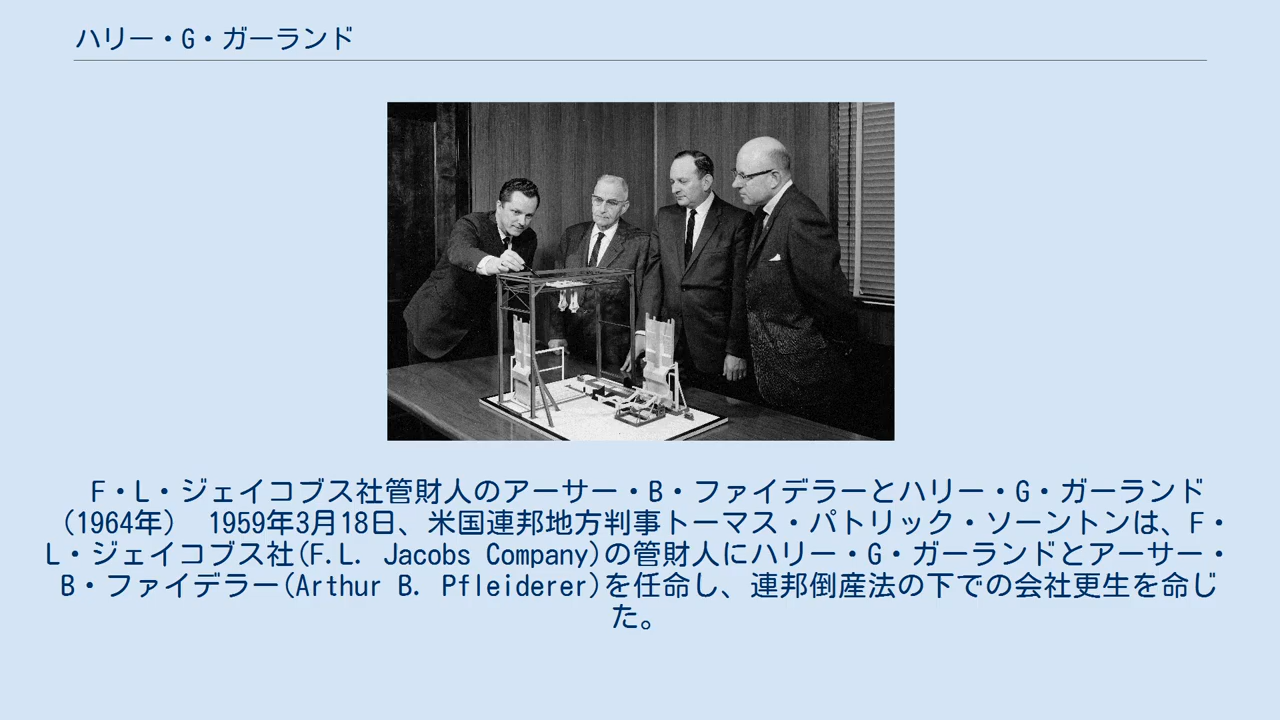 ハリー・G・ガーランド
F・L・ジェイコブス社管財人のアーサー・B・ファイデラーとハリー・G・ガーランド
（1964年） 1959年3月18日、米国連邦地方判事トーマス・パトリック・ソーントンは、F・
L・ジェイコブス社(F.L. Jacobs Company)の管財人にハリー・G・ガーランドとアーサー・
B・ファイデラー(Arthur B. Pfleiderer)を任命し、連邦倒産法の下での会社更生を命じ
た。